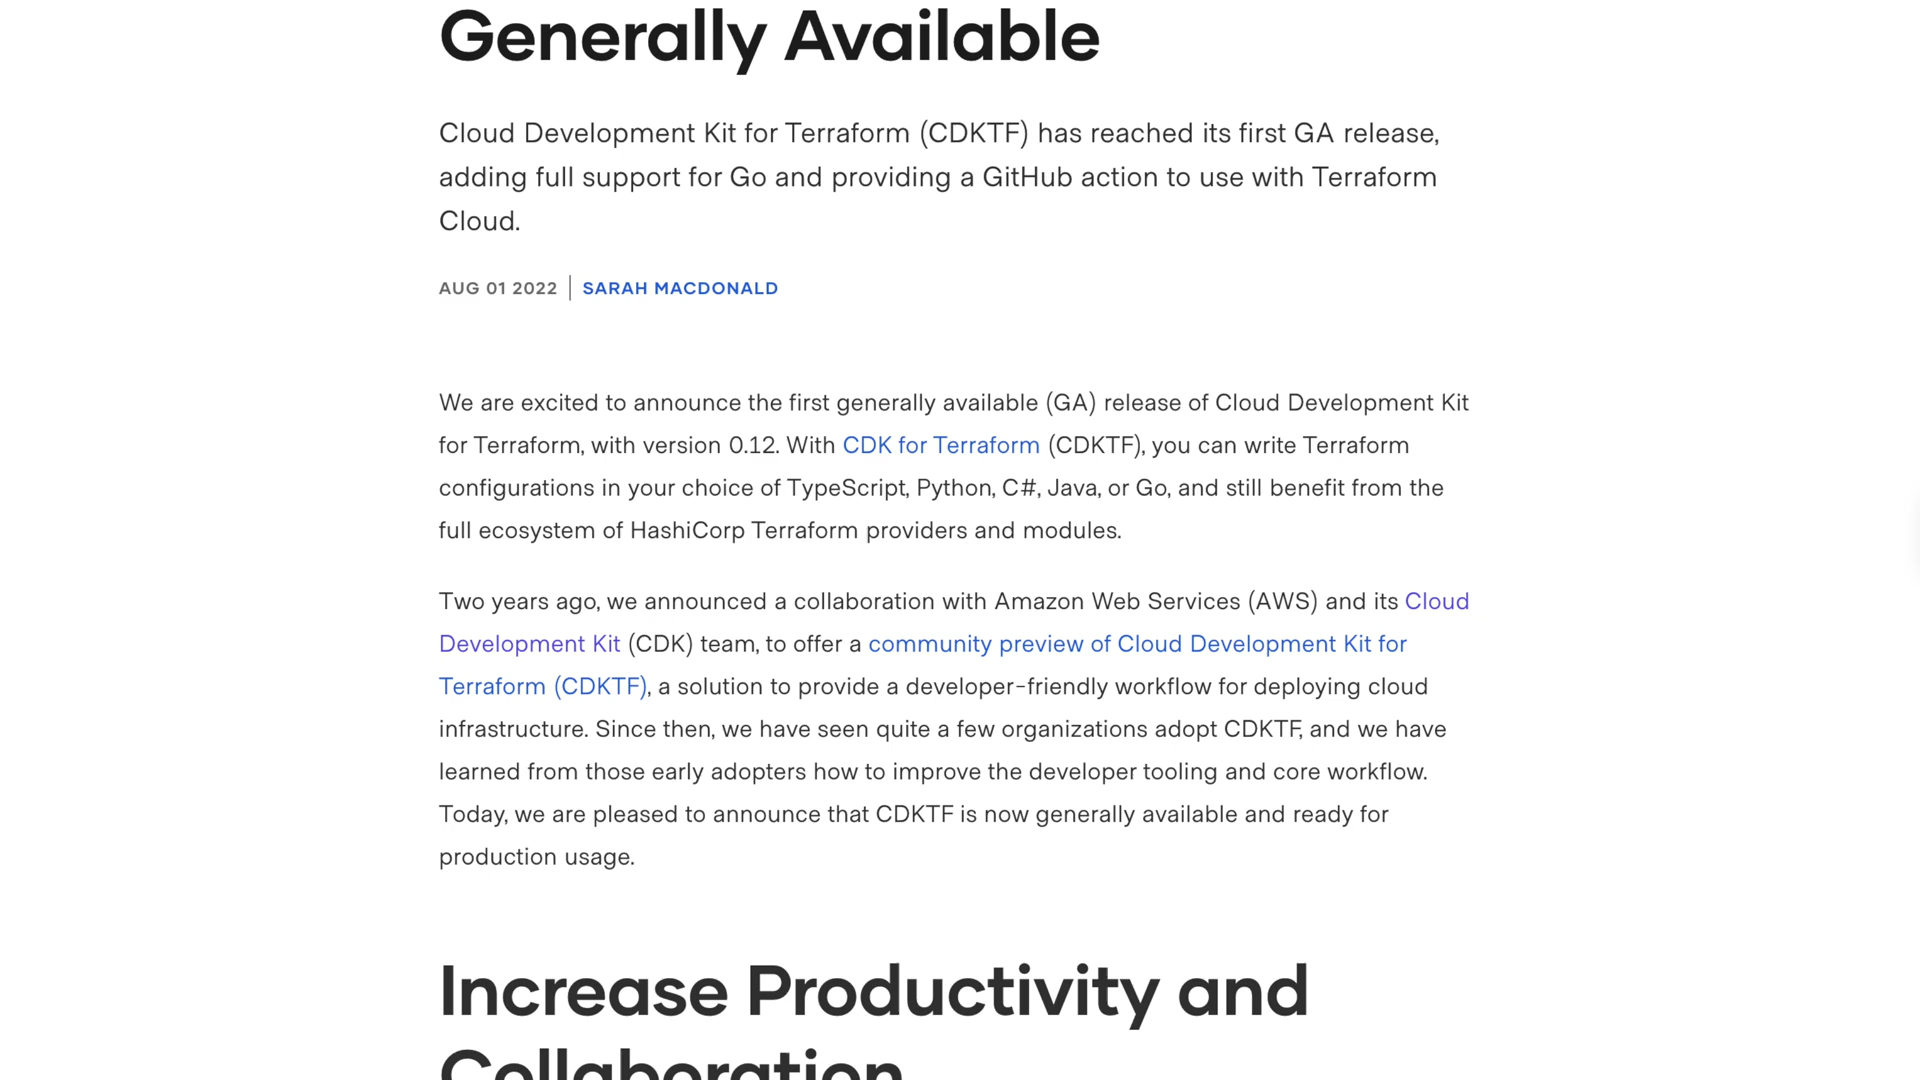 Generally Available
Cloud Development Kit for Terraform (CDKTF) has reached its first GA release,
adding full support for Go and providing a GitHub action to use with Terraform
Cloud.
AUG 01 2022 | SARAH MACDONALD
We are excited to announce the first generally available (GA) release of Cloud Development Kit
for Terraform, with version 0.12. With CDK for Terraform (CDKTF), you can write Terraform
configurations in your choice of TypeScript, Python, C#, Java, or Go, and still benefit from the
full ecosystem of HashiCorp Terraform providers and modules.
Two years ago, we announced a collaboration with Amazon Web Services (AWS) and its Cloud
Development Kit (CDK) team, to offer a community preview of Cloud Development Kit for
Terraform (CDKTF), a solution to provide a developer-friendly workflow for deploying cloud
infrastructure. Since then, we have seen quite a few organizations adopt CDKTF, and we have
learned from those early adopters how to improve the developer tooling and core workflow.
Today, we are pleased to announce that CDKTF is now generally available and ready for
production usage.
Increase Productivity and
Collaboration